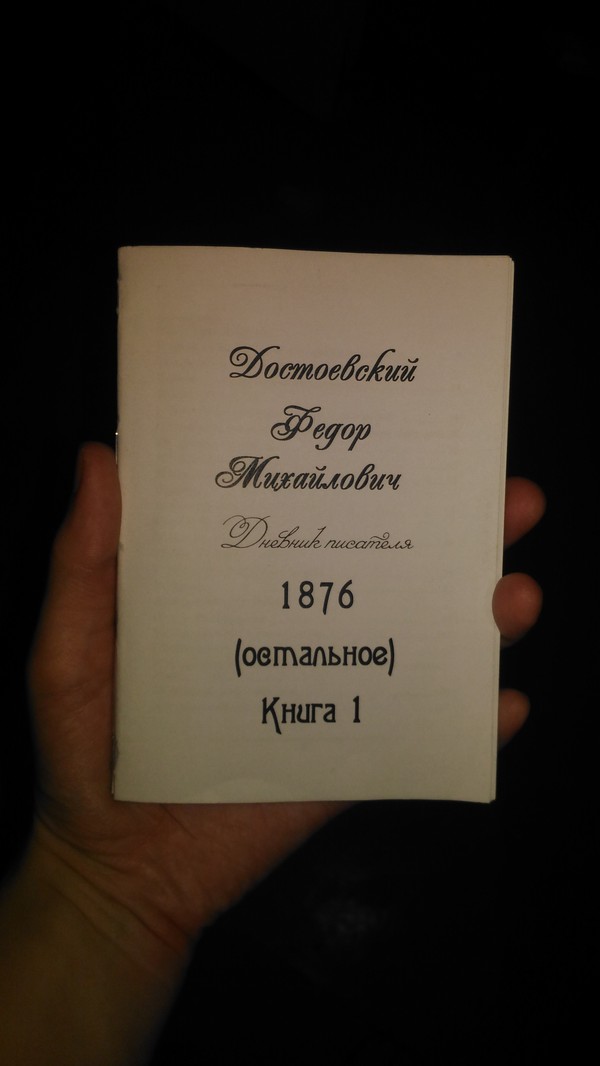 Достоевский
Федор
Михайлович
Дневник писателя
1876
(остальное)
Книга 1